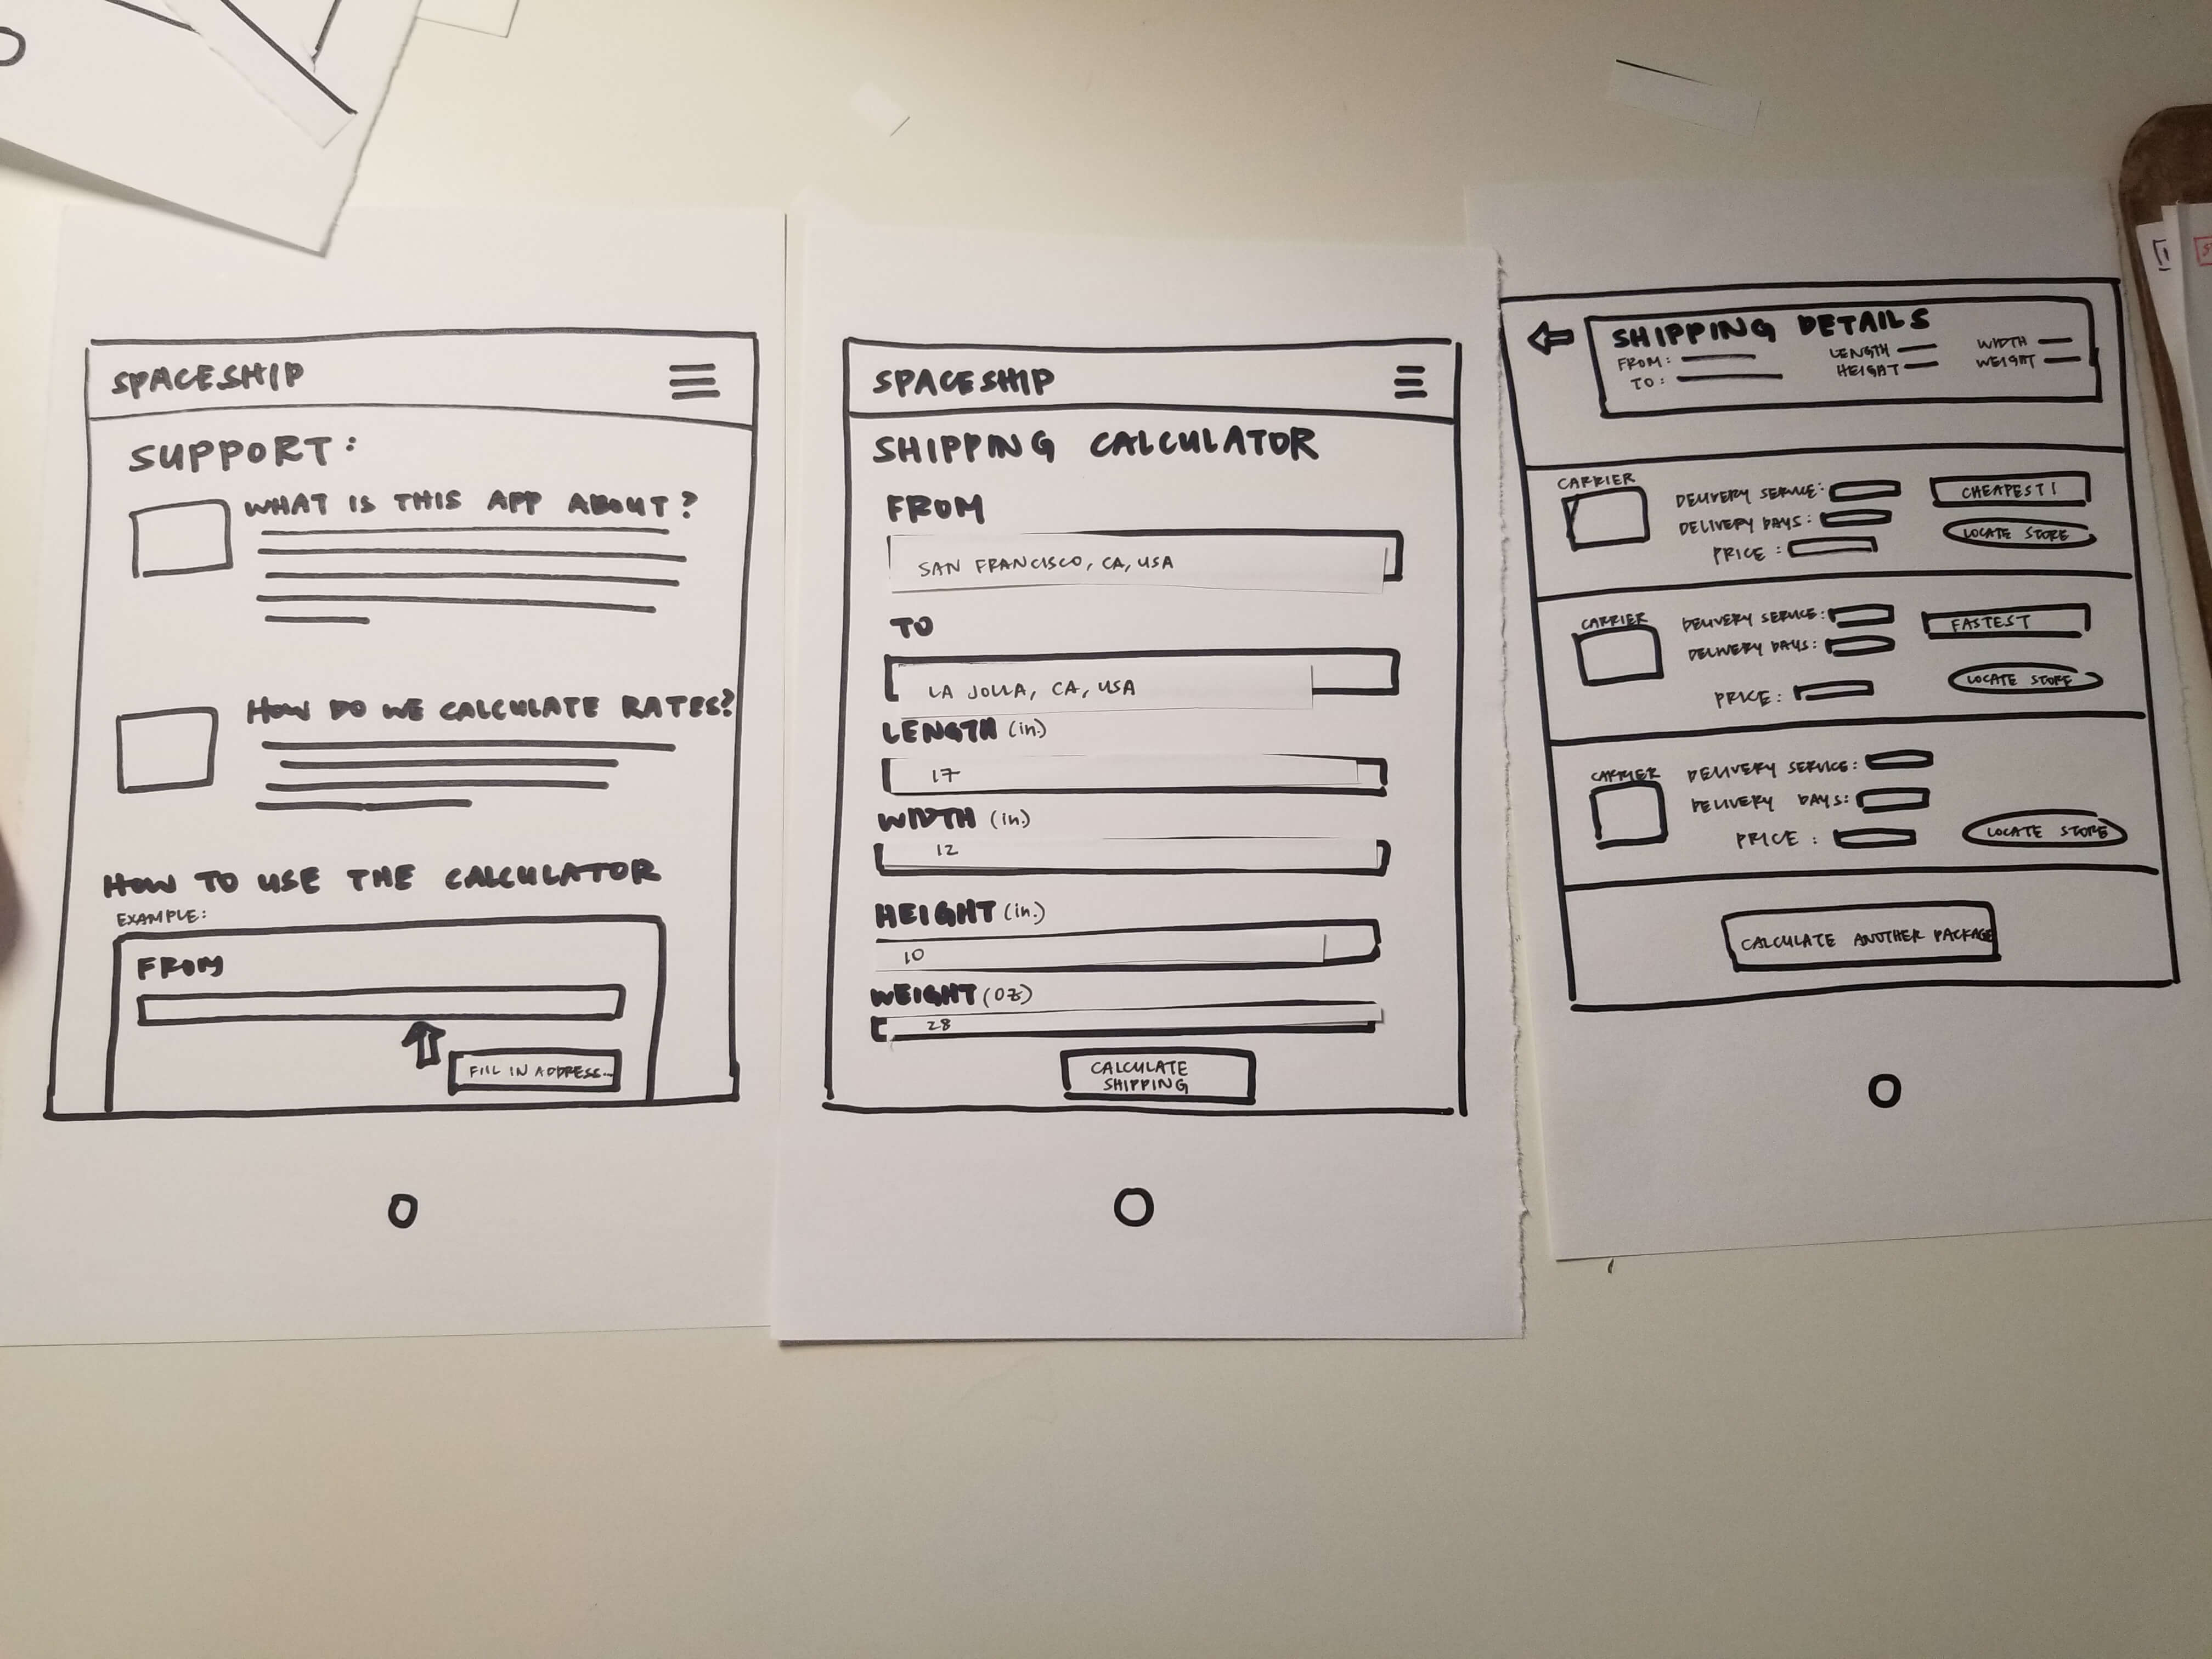 SPACESHIP
SUPPORT:
WHAT IS THIS APP ABOUT?
HOW DO WE CALCULATE RATES?
HOW TO USE THE CALCULATOR
EXAMPLE:
FROM
FILL IN ADDRESS...
SPACESHIP
SHIPPING CALCULATOR
FROM
SAN FRANCISCO, CA, USA
TO
LA JOLLA, CA, USA
LENGTH (in.)
17
WIDTH (in.)
12
HEIGHT (in.)
10
WEIGHT (OZ)
28
CALCULATE
SHIPPING
SHIPPING DETAILS
FROM: LENGTH WIDTH
TO: HEIGHT WEIGHT
CARRIER
DELIVERY SERVICE: CHEAPEST!
DELIVERY DAYS: LOCATE STORE
PRICE:
CARRIER
DELIVERY SERVICE: FASTEST
DELIVERY DAYS:
PRICE: LOCATE STORE
CARRIER
DELIVERY SERVICE:
DELIVERY DAYS:
PRICE: LOCATE STORE
CALCULATE ANOTHER PACKAGE